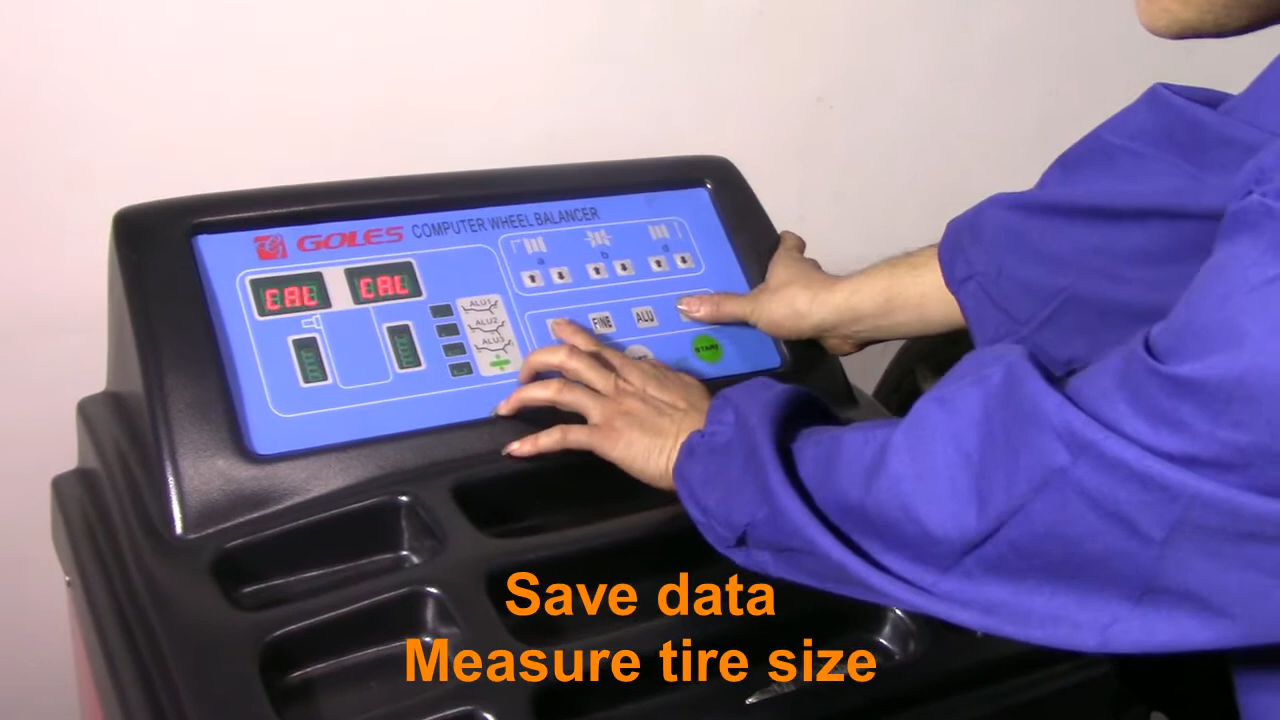 GOLES COMPUTER WHEEL BALANCER
CAL CAL
a b d
ALU1
ALU2
ALU3
FINE ALU
START
Save data
Measure tire size